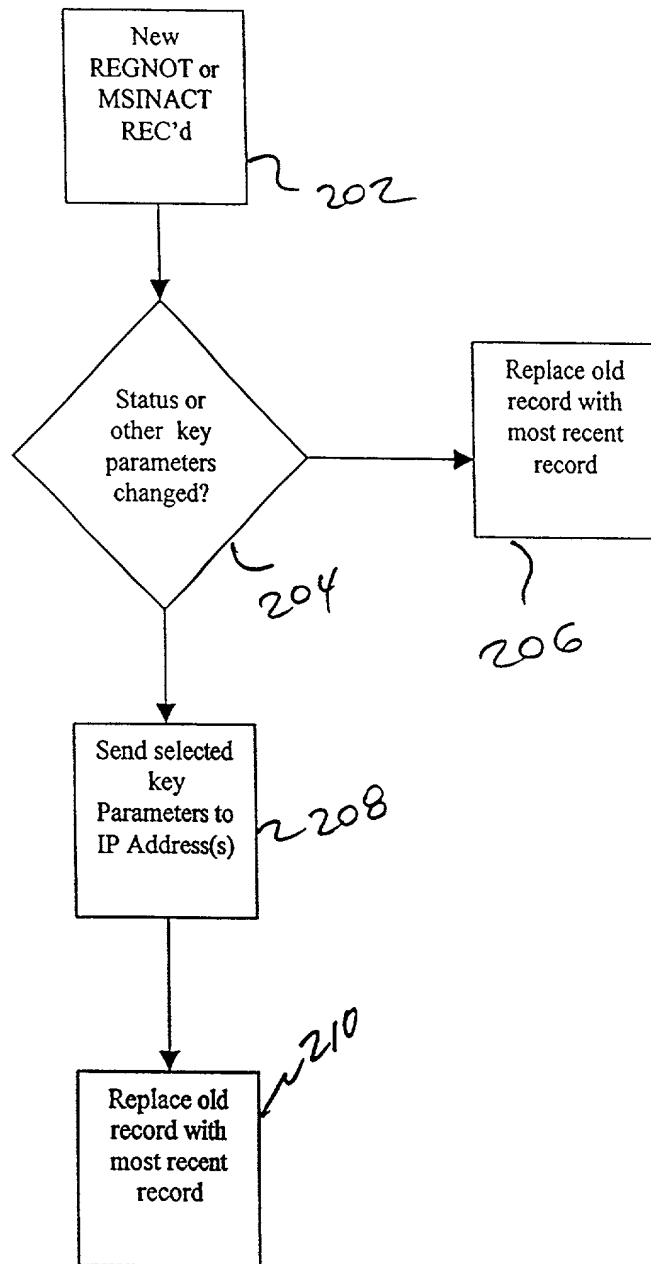 New
REGNOT or
MSINACT
REC'd
202
Status or
other key
parameters
changed?
204
Replace old
record with
most recent
record
206
Send selected
key
Parameters to
IP Address(s)
208
210
Replace old
record with
most recent
record